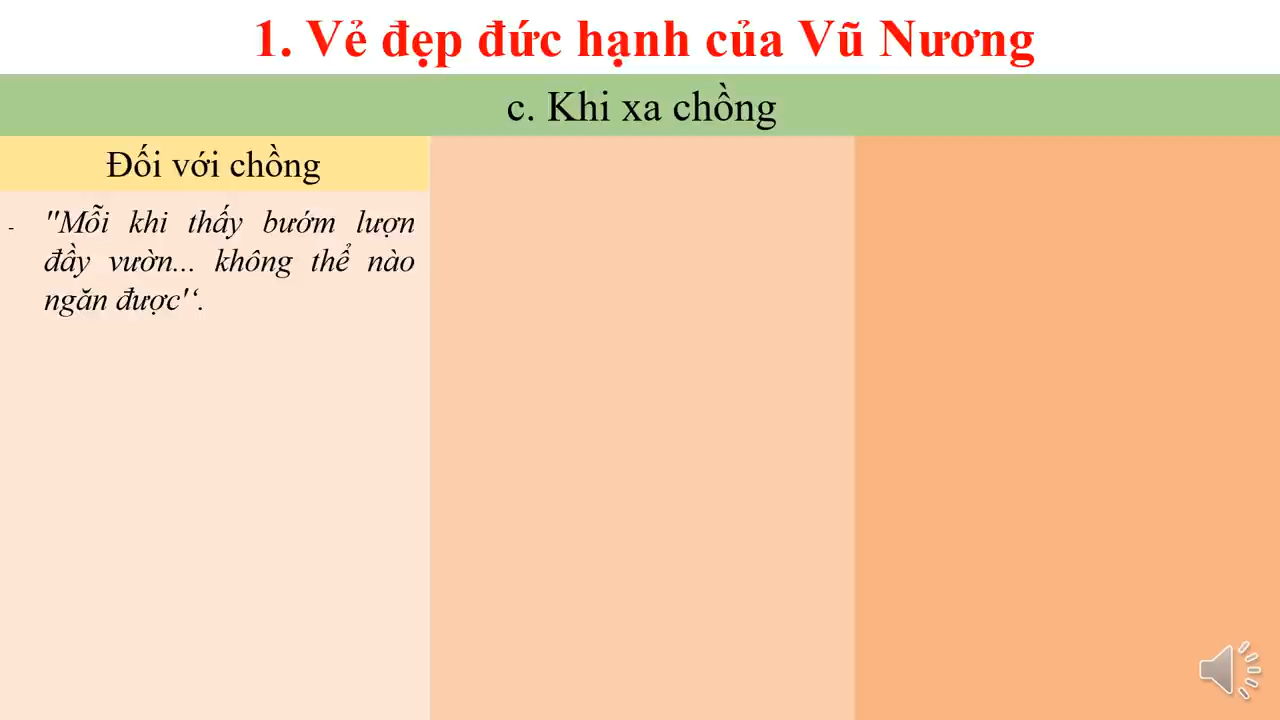 1. Vẻ đẹp đức hạnh của Vũ Nương
c. Khi xa chồng
Đối với chồng
- "Mỗi khi thấy bướm lượn
đầy vườn... không thể nào
ngăn được'‘.